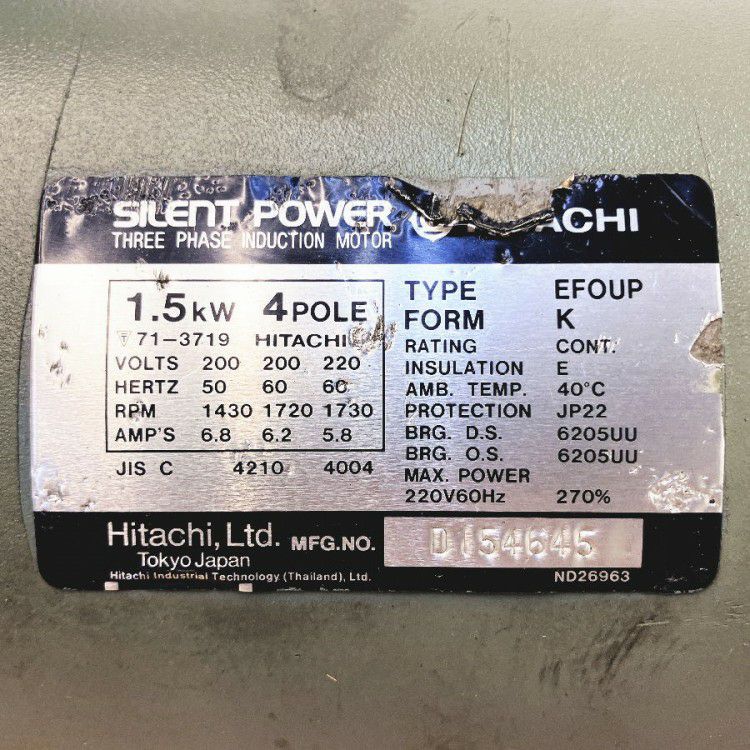 SILENT POWER
THREE PHASE INDUCTION MOTOR
1.5kW 4POLE
71-3719 HITACHI
VOLTS 200 200 220
HERTZ 50 60 60
RPM 1430 1720 1730
AMP'S 6.8 6.2 5.8
JIS C 4210 4004
TYPE EFOUP
FORM K
RATING CONT.
INSULATION E
AMB. TEMP. 40°C
PROTECTION JP22
BRG. D.S. 6205UU
BRG. O.S. 6205UU
MAX. POWER
220V60Hz 270%
Hitachi, Ltd. MFG.NO. D154645
Tokyo Japan
Hitachi Industrial Technology (Thailand), Ltd.
ND26963